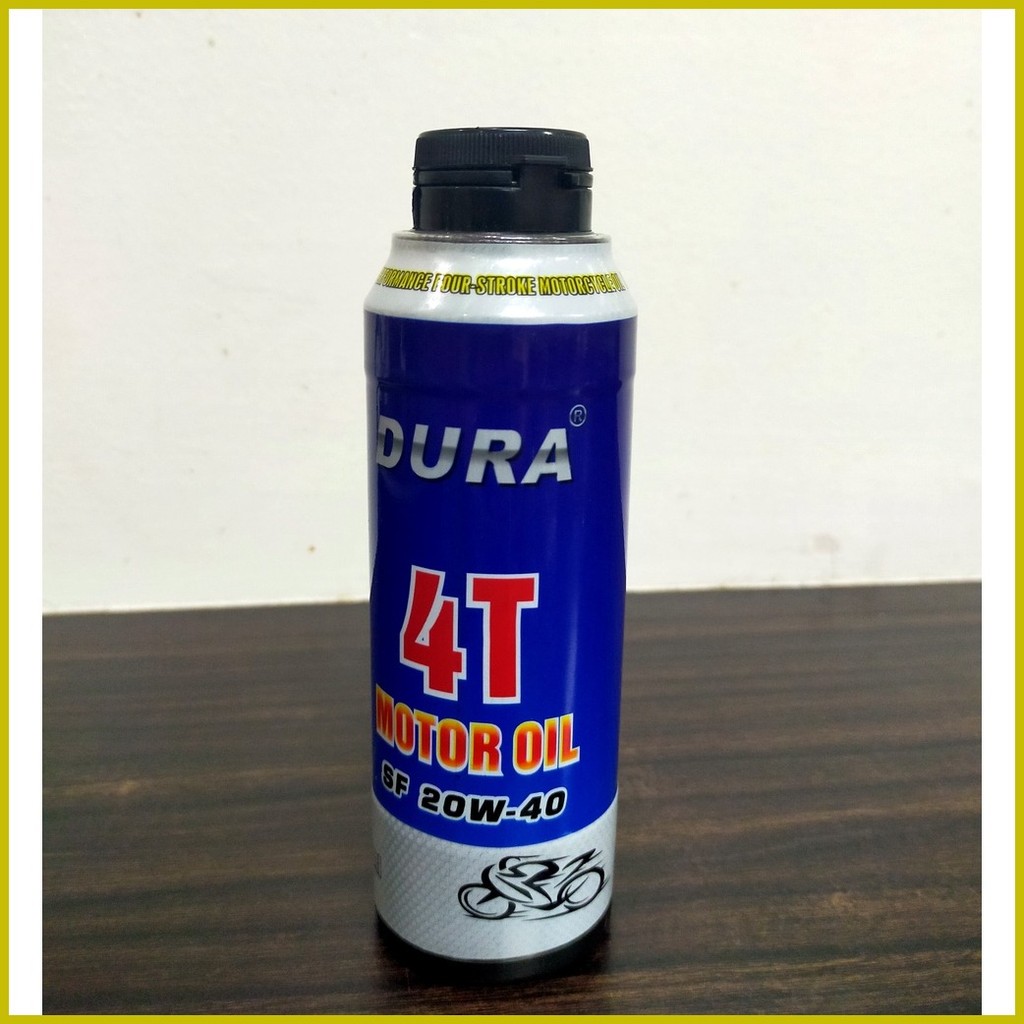 FOUR-STROKE MOTORCYCLE
DURA®
4T
MOTOR OIL
SF 20W-40